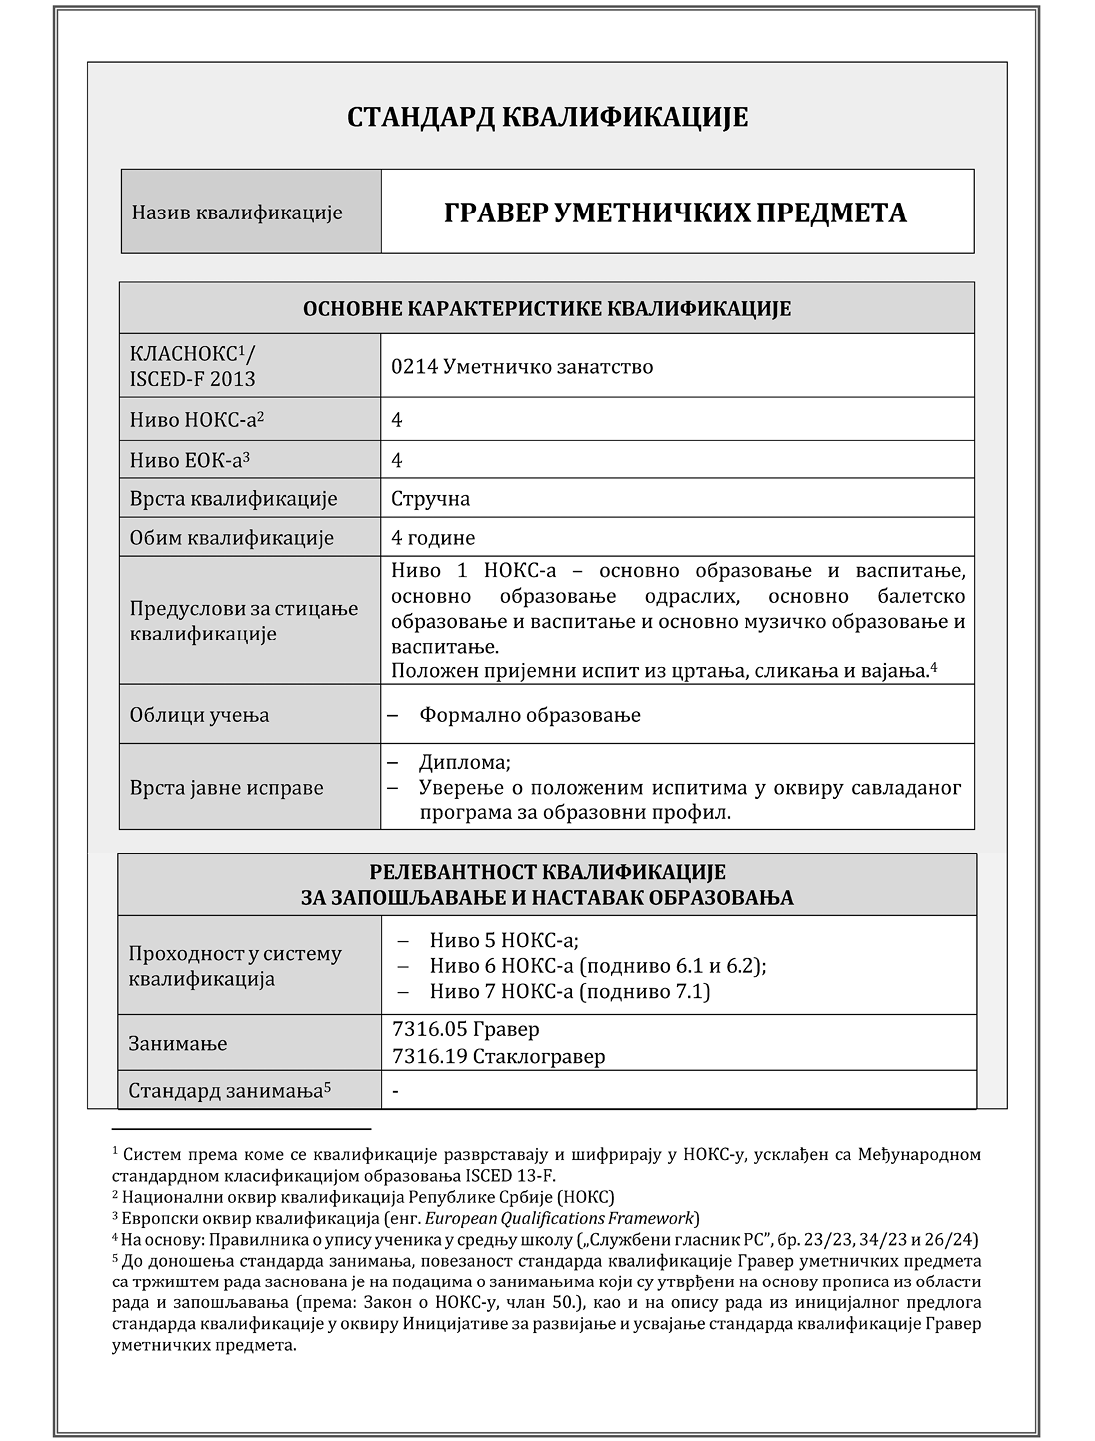 СТАНДАРД КВАЛИФИКАЦИЈЕ
Назив квалификације
ГРАВЕР УМЕТНИЧКИХ ПРЕДМЕТА
ОСНОВНЕ КАРАКТЕРИСТИКЕ КВАЛИФИКАЦИЈЕ
КЛАСНОКС¹/
ISCED-F 2013
0214 Уметничко занатство
Ниво НОКС-а²
4
Ниво ЕОК-а³
4
Врста квалификације
Стручна
Обим квалификације
4 године
Предуслови за стицање
квалификације
Ниво 1 НОКС-а – основно образовање и васпитање,
основно образовање одраслих, основно балетско
образовање и васпитање и основно музичко образовање и
васпитање.
Положен пријемни испит из цртања, сликања и вајања.⁴
Облици учења
– Формално образовање
Врста јавне исправе
– Диплома;
– Уверење о положеним испитима у оквиру савладаног
програма за образовни профил.
РЕЛЕВАНТНОСТ КВАЛИФИКАЦИЈЕ
ЗА ЗАПОШЉАВАЊЕ И НАСТАВАК ОБРАЗОВАЊА
Проходност у систему
квалификација
– Ниво 5 НОКС-а;
– Ниво 6 НОКС-а (подниво 6.1 и 6.2);
– Ниво 7 НОКС-а (подниво 7.1)
Занимање
7316.05 Гравер
7316.19 Стаклогравер
Стандард занимања⁵
-
¹ Систем према коме се квалификације разврставају и шифрирају у НОКС-у, усклађен са Међународном
стандардном класификацијом образовања ISCED 13-F.
² Национални оквир квалификација Републике Србије (НОКС)
³ Европски оквир квалификација (енг. European Qualifications Framework)
⁴ На основу: Правилника о упису ученика у средњу школу („Службени гласник РС”, бр. 23/23, 34/23 и 26/24)
⁵ До доношења стандарда занимања, повезаност стандарда квалификације Гравер уметничких предмета
са тржиштем рада заснована је на подацима о занимањима који су утврђени на основу прописа из области
рада и запошљавања (према: Закон о НОКС-у, члан 50.), као и на опису рада из иницијалног предлога
стандарда квалификације у оквиру Иницијативе за развијање и усвајање стандарда квалификације Гравер
уметничких предмета.